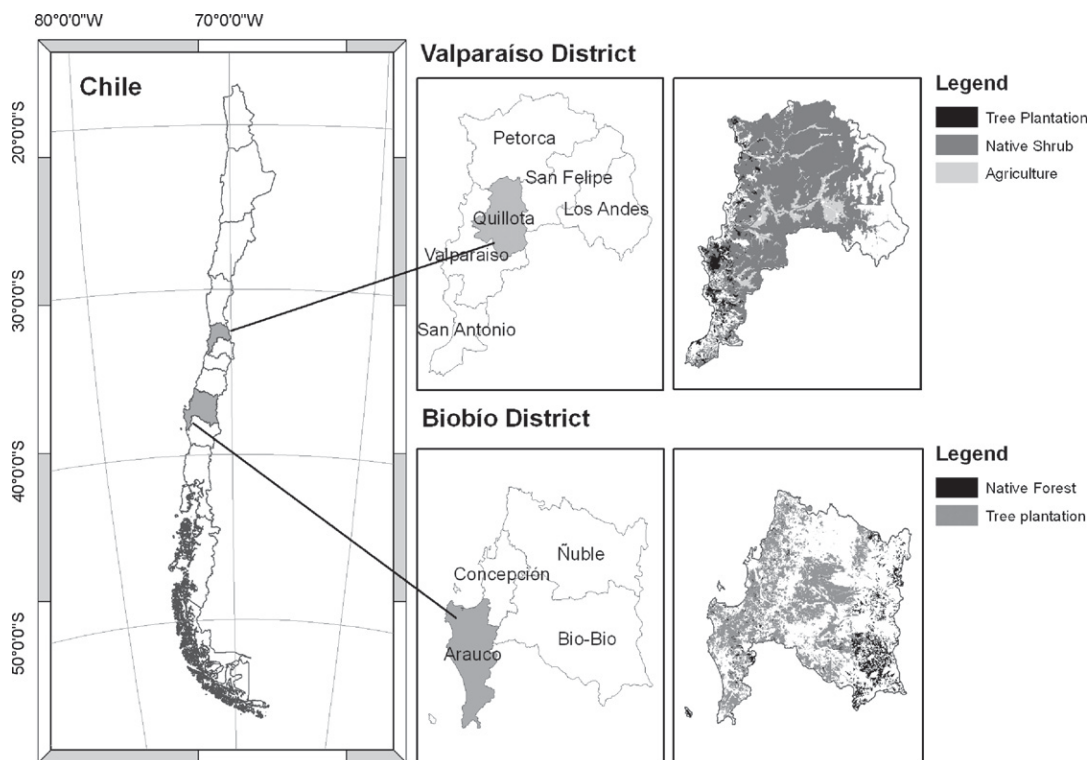 80°0'0"W
70°0'0"W
Chile
20°0'0"S
30°0'0"S
40°0'0"S
50°0'0"S
Valparaíso District
Petorca
San Felipe
Quillota
Los Andes
Valparaíso
San Antonio
Legend
Tree Plantation
Native Shrub
Agriculture
Biobío District
Ñuble
Concepción
Bio-Bio
Arauco
Legend
Native Forest
Tree plantation